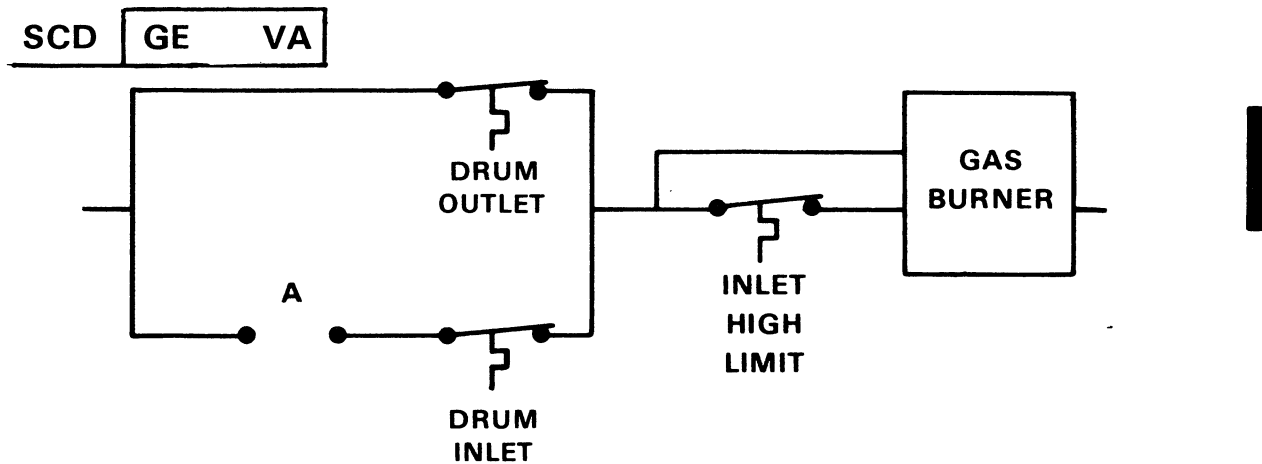 SCD GE VA
DRUM
OUTLET
GAS
BURNER
A
INLET
HIGH
LIMIT
DRUM
INLET